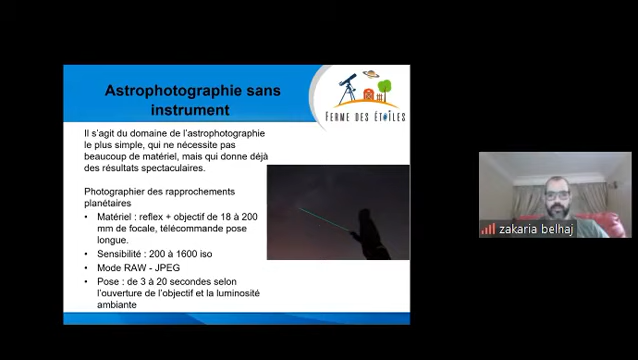 Astrophotographie sans
instrument
FERME DES ÉTOILES
Il s’agit du domaine de l’astrophotographie
le plus simple, qui ne nécessite pas
beaucoup de matériel, mais qui donne déjà
des résultats spectaculaires.
Photographier des rapprochements
planétaires
• Matériel : reflex + objectif de 18 à 200
mm de focale, télécommande pose
longue.
• Sensibilité : 200 à 1600 iso
• Mode RAW - JPEG
• Pose : de 3 à 20 secondes selon
l’ouverture de l’objectif et la luminosité
ambiante
zakaria belhaj